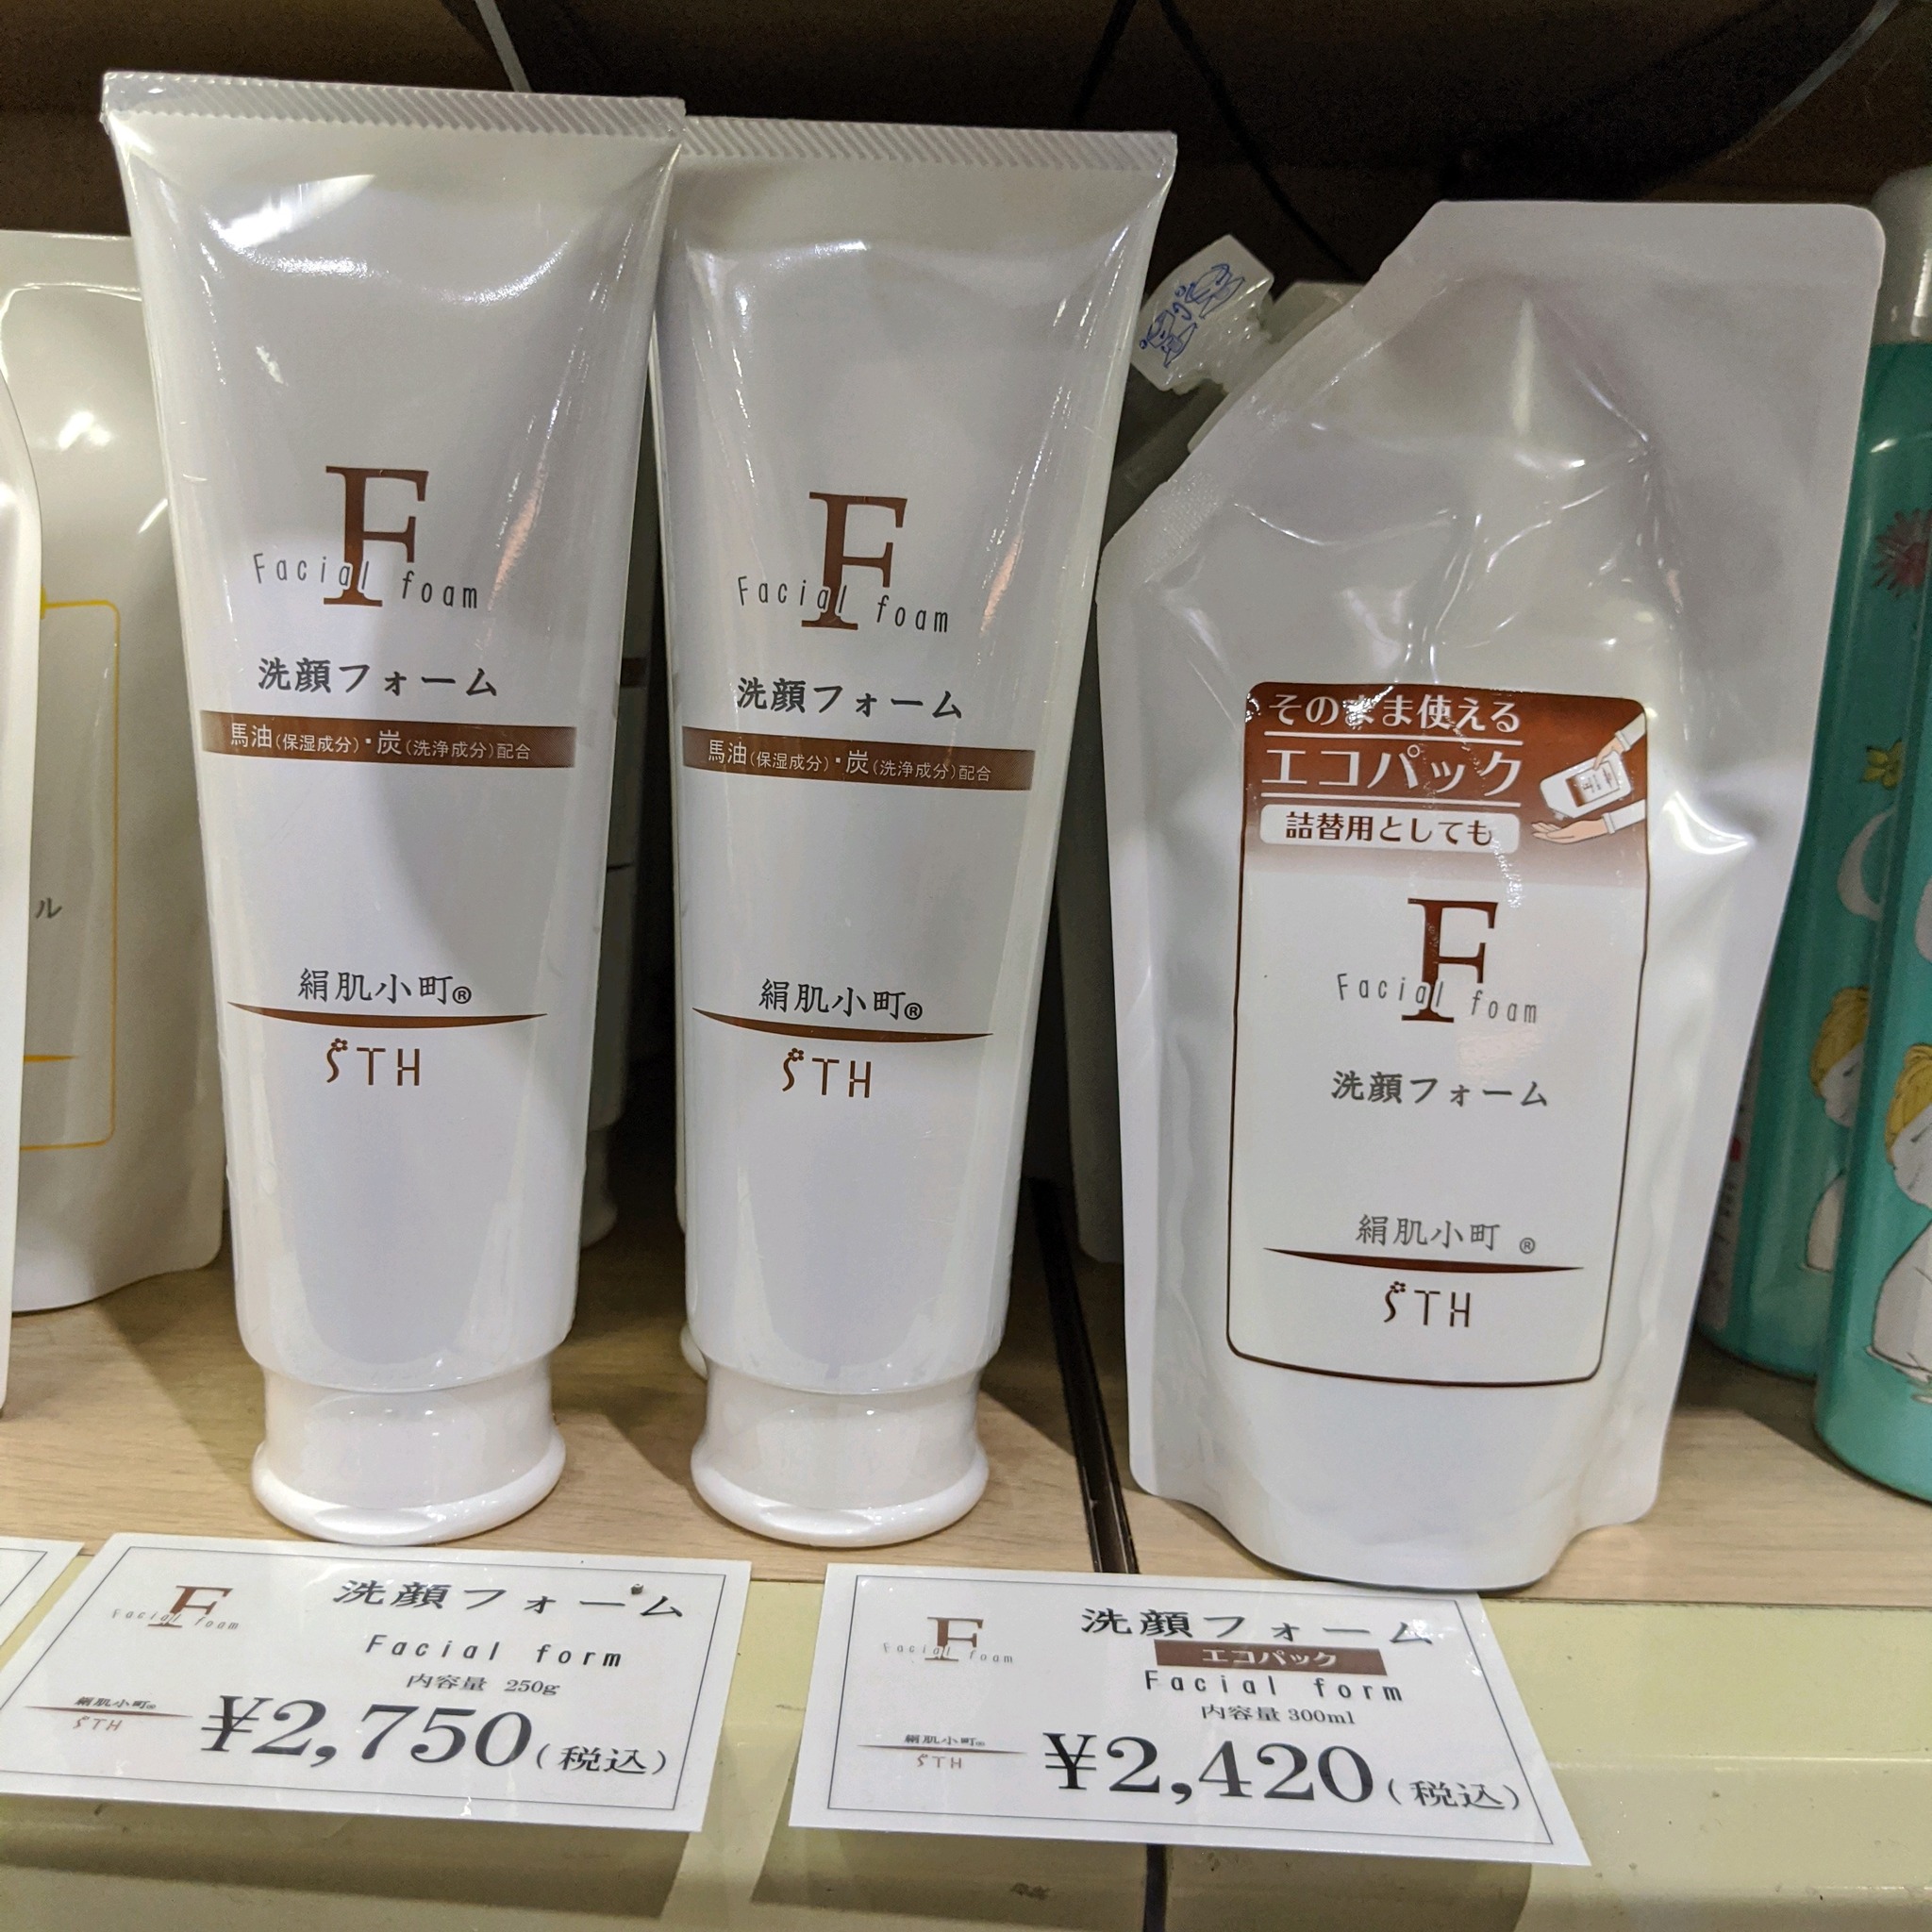 F
Facial foam
洗顔フォーム
馬油(保湿成分)・炭(洗浄成分)配合
絹肌小町®
STH
F
Facial foam
洗顔フォーム
馬油(保湿成分)・炭(洗浄成分)配合
絹肌小町®
STH
そのまま使える
エコパック
詰替用としても
F
Facial foam
洗顔フォーム
絹肌小町®
STH
ル
F
Facial foam
洗顔フォーム
Facial form
内容量 250g
絹肌小町®
STH
¥2,750(税込)
F
Facial foam
洗顔フォーム
エコパック
Facial form
内容量 300ml
絹肌小町®
STH
¥2,420(税込)